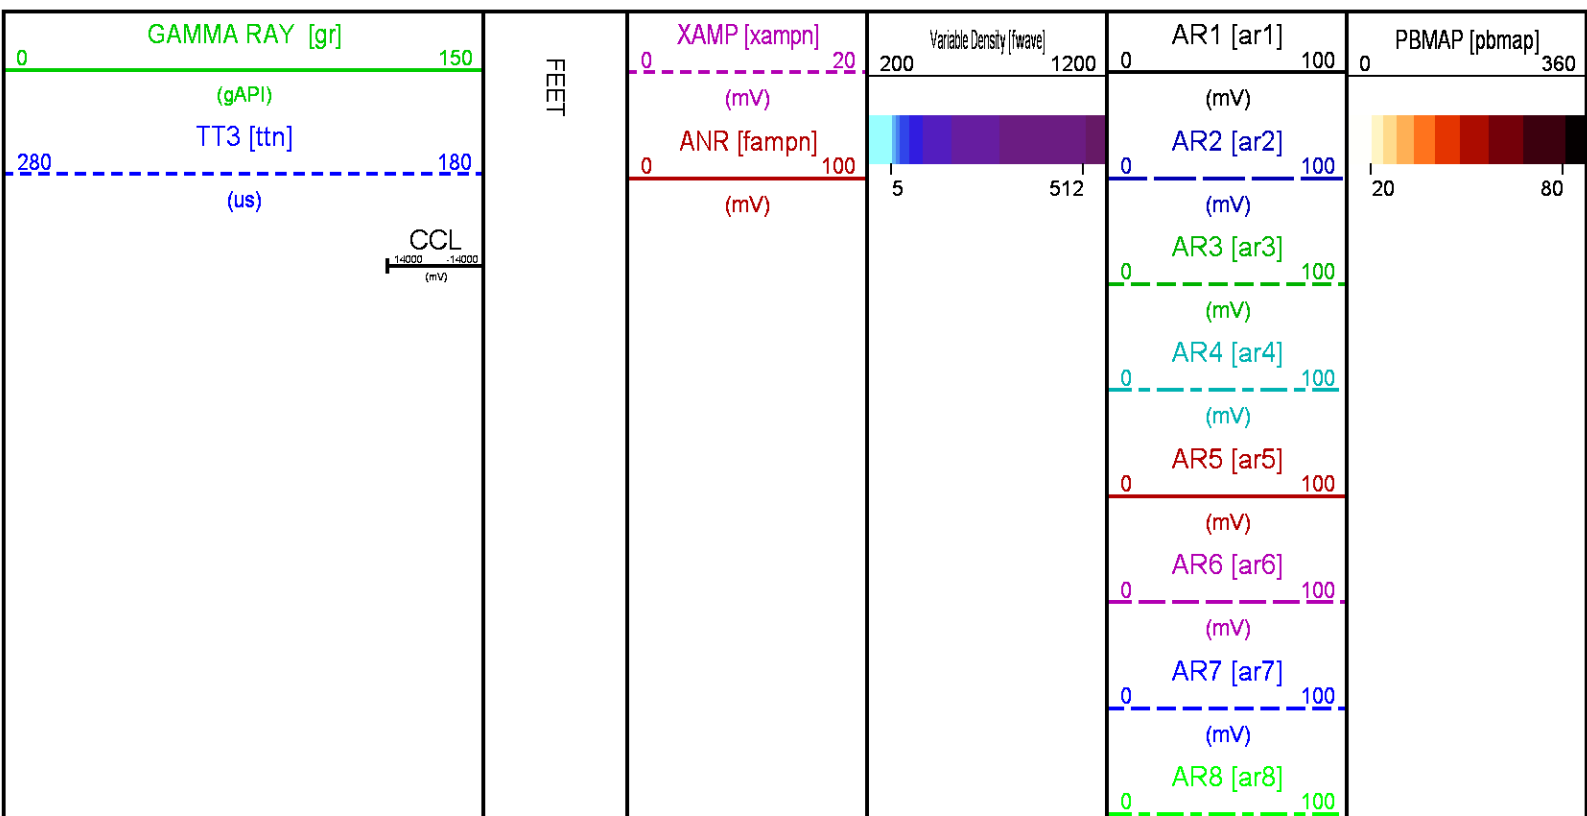 GAMMA RAY [gr]
0 150
(gAPI)
TT3 [ttn]
280 180
(us)
CCL
14000 -14000
(mV)
FEET
XAMP [xampn]
0 20
(mV)
ANR [fampn]
0 100
(mV)
Variable Density [fwave]
200 1200
5 512
AR1 [ar1]
0 100
(mV)
AR2 [ar2]
0 100
(mV)
AR3 [ar3]
0 100
(mV)
AR4 [ar4]
0 100
(mV)
AR5 [ar5]
0 100
(mV)
AR6 [ar6]
0 100
(mV)
AR7 [ar7]
0 100
(mV)
AR8 [ar8]
0 100
PBMAP [pbmap]
0 360
20 80